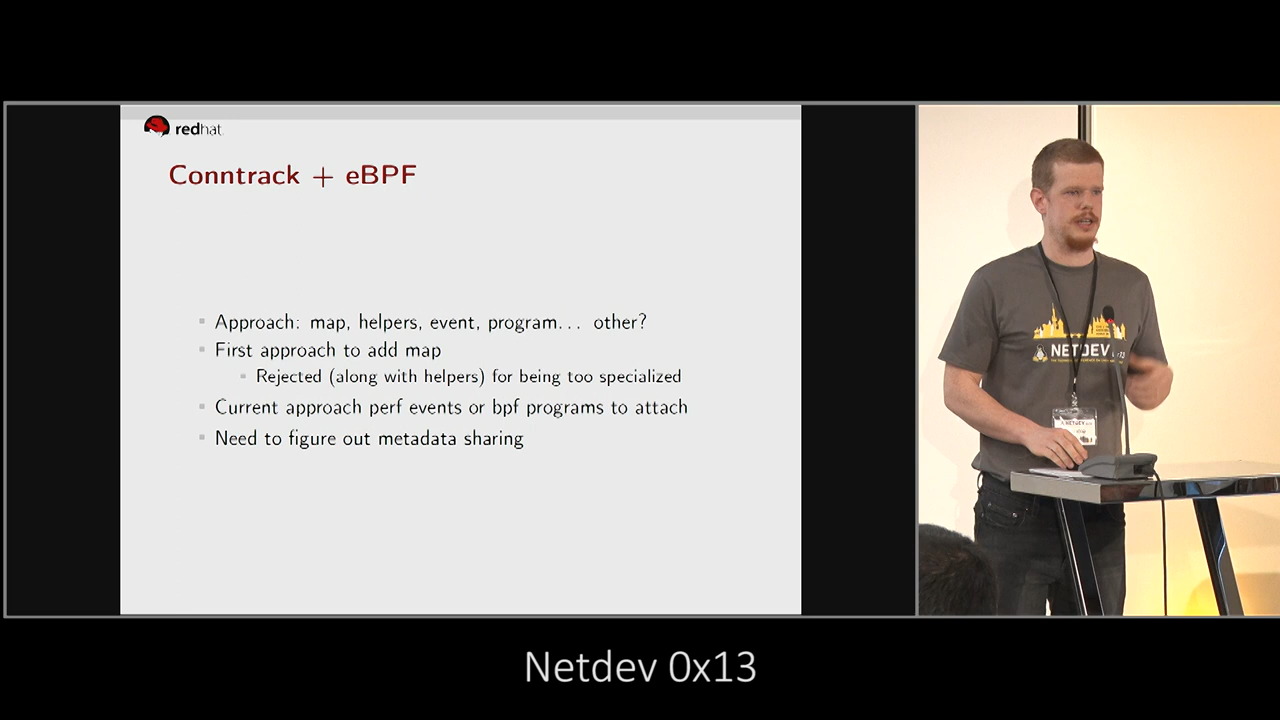 redhat.
Conntrack + eBPF
Approach: map, helpers, event, program... other?
First approach to add map
Rejected (along with helpers) for being too specialized
Current approach perf events or bpf programs to attach
Need to figure out metadata sharing
NETDEV
NETDEV
Netdev 0x13